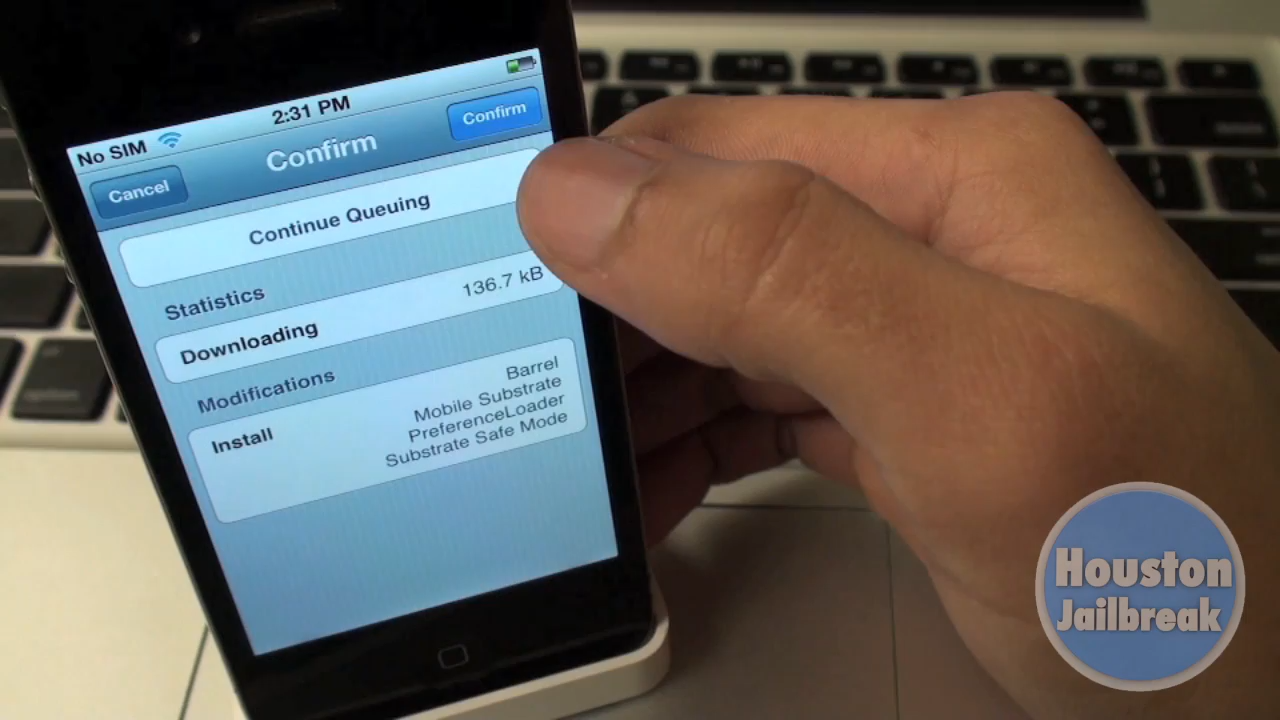 No SIM 2:31 PM
Cancel Confirm Confirm
Continue Queuing
Statistics
Downloading 136.7 kB
Modifications
Install Barrel
Mobile Substrate
PreferenceLoader
Substrate Safe Mode
Houston
Jailbreak